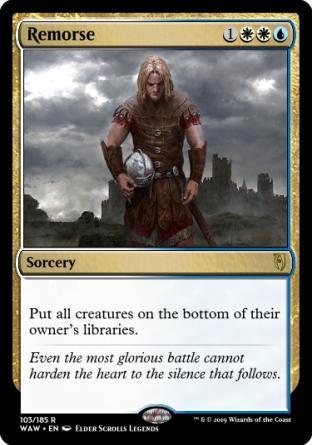 Remorse 1
Sorcery
Put all creatures on the bottom of their
owner's libraries.
Even the most glorious battle cannot
harden the heart to the silence that follows.
103/185 R
WAW • EN ELDER SCROLLS LEGENDS
™ & © 2019 Wizards of the Coast